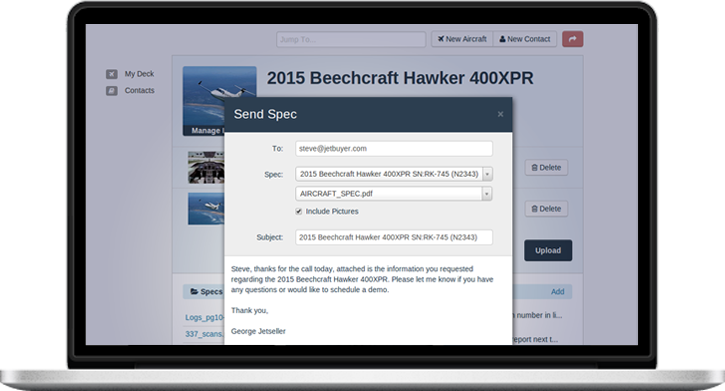 Jump To...
New Aircraft
New Contact
My Deck
Contacts
2015 Beechcraft Hawker 400XPR
Manage
Send Spec
×
To: steve@jetbuyer.com
Spec: 2015 Beechcraft Hawker 400XPR SN:RK-745 (N2343)
AIRCRAFT_SPEC.pdf
Include Pictures
Subject: 2015 Beechcraft Hawker 400XPR SN:RK-745 (N2343)
Delete
Delete
Upload
Steve, thanks for the call today, attached is the information you requested
regarding the 2015 Beechcraft Hawker 400XPR. Please let me know if you have
any questions or would like to schedule a demo.
Thank you,
George Jetseller
Specs
Add
Logs_pg10
337_scans
number in li...
report next t...